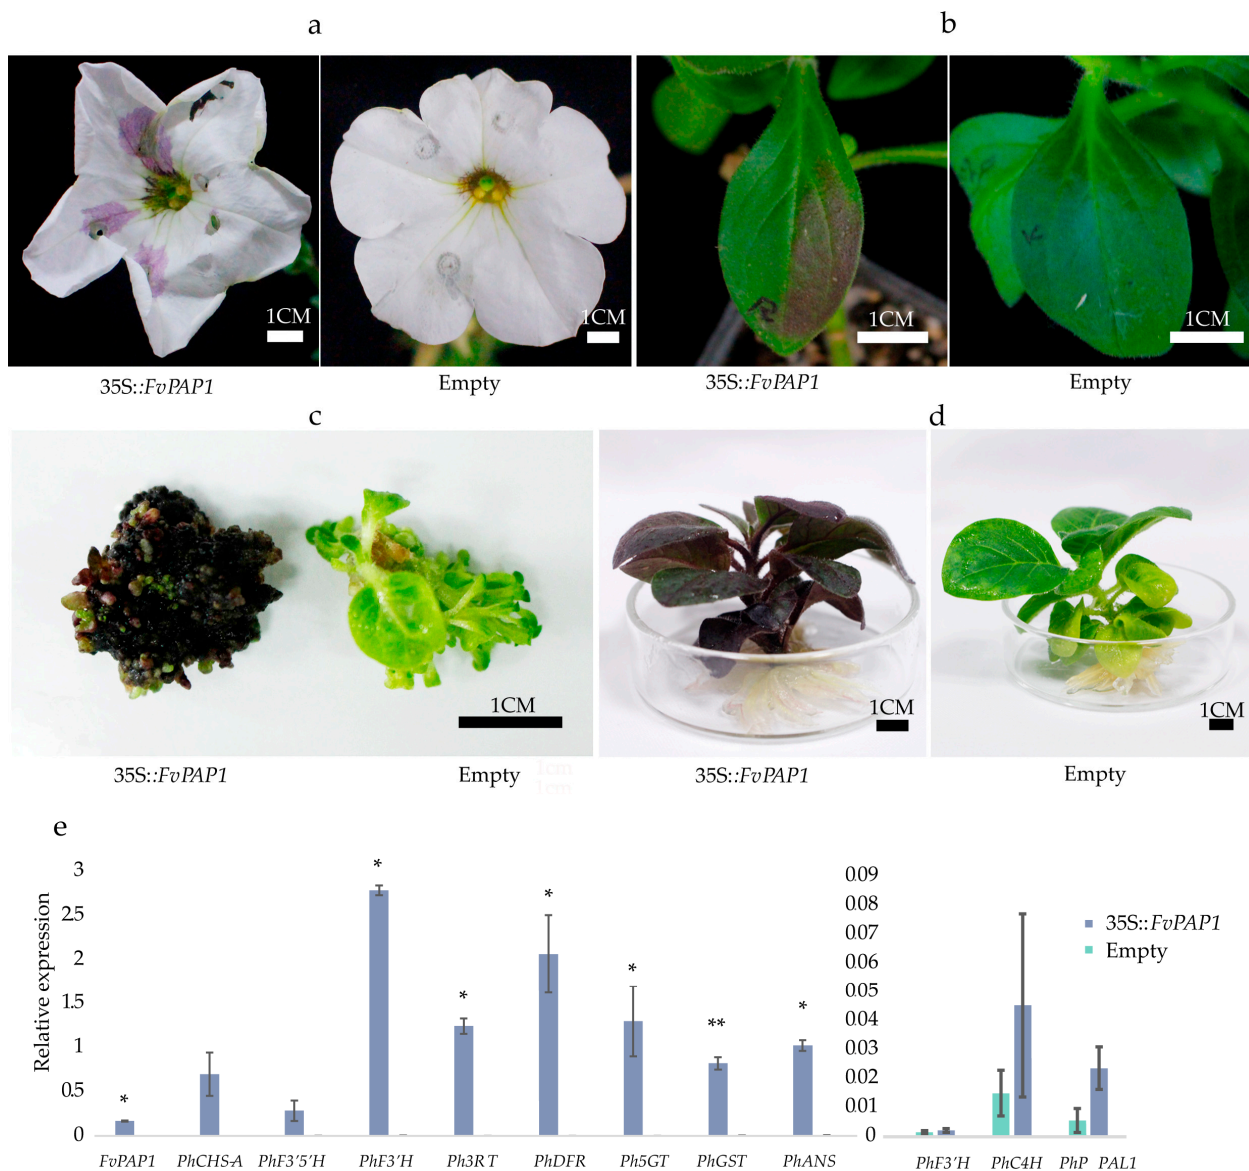 a
b
1CM
1CM
1CM
1CM
35S::FvPAP1
Empty
35S::FvPAP1
Empty
c
d
1CM
1CM
1CM
35S::FvPAP1
Empty
1cm
1cm
35S::FvPAP1
Empty
e
Relative expression
3
25
2
1.5
1
0.5
0
*
*
*
*
*
**
*
FvPAP1
PhCHS-A
PhF3'5'H
PhF3'H
Ph3RT
PhDFR
Ph5GT
PhGST
PhANS
0.09
0.08
0.07
0.06
0.05
0.04
0.03
0.02
0.01
0
35S::FvPAP1
Empty
PhF3'H
PhC4H
PhP PAL1